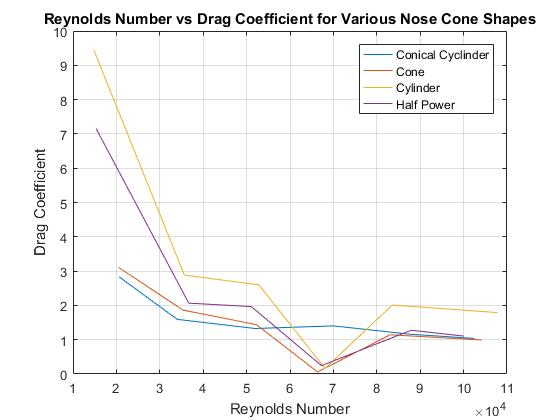 Reynolds Number vs Drag Coefficient for Various Nose Cone Shapes
10
9
8
7
6
5
4
3
2
1
0
Drag Coefficient
Conical Cyclinder
Cone
Cylinder
Half Power
1 2 3 4 5 6 7 8 9 10 11
Reynolds Number
×10⁴